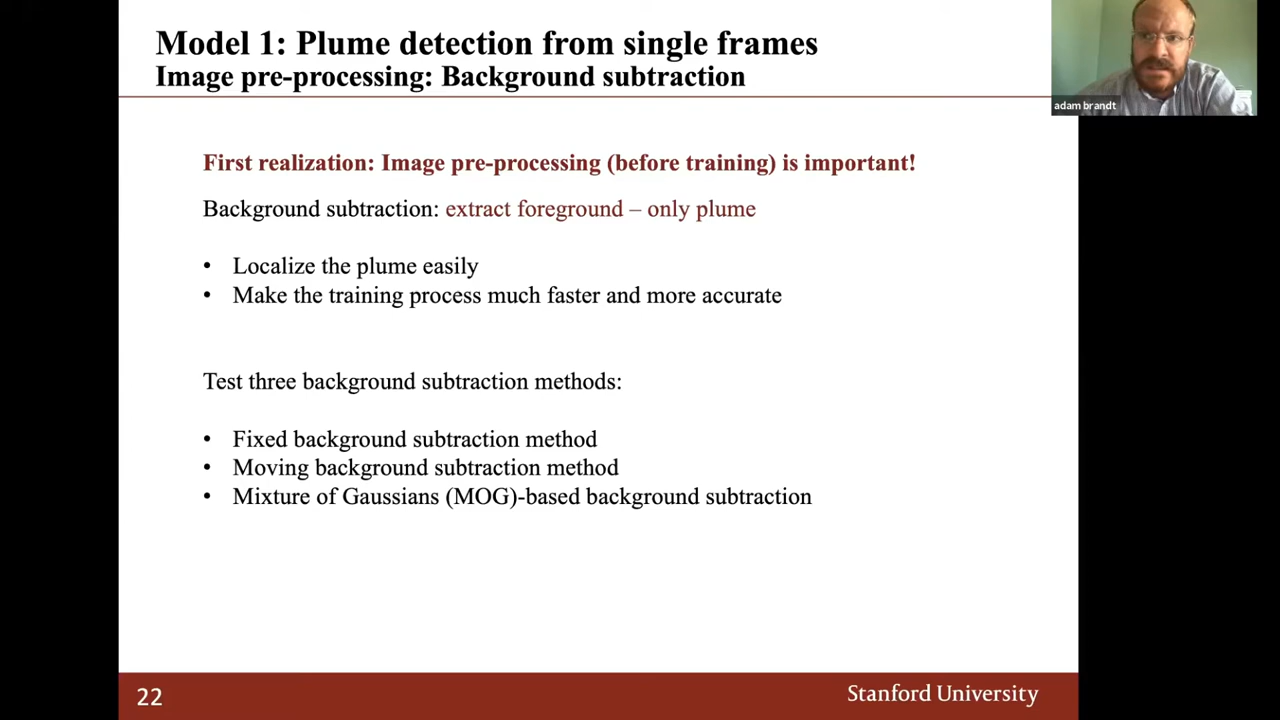 Model 1: Plume detection from single frames
Image pre-processing: Background subtraction
adam brandt
First realization: Image pre-processing (before training) is important!
Background subtraction: extract foreground – only plume
• Localize the plume easily
• Make the training process much faster and more accurate
Test three background subtraction methods:
• Fixed background subtraction method
• Moving background subtraction method
• Mixture of Gaussians (MOG)-based background subtraction
22
Stanford University